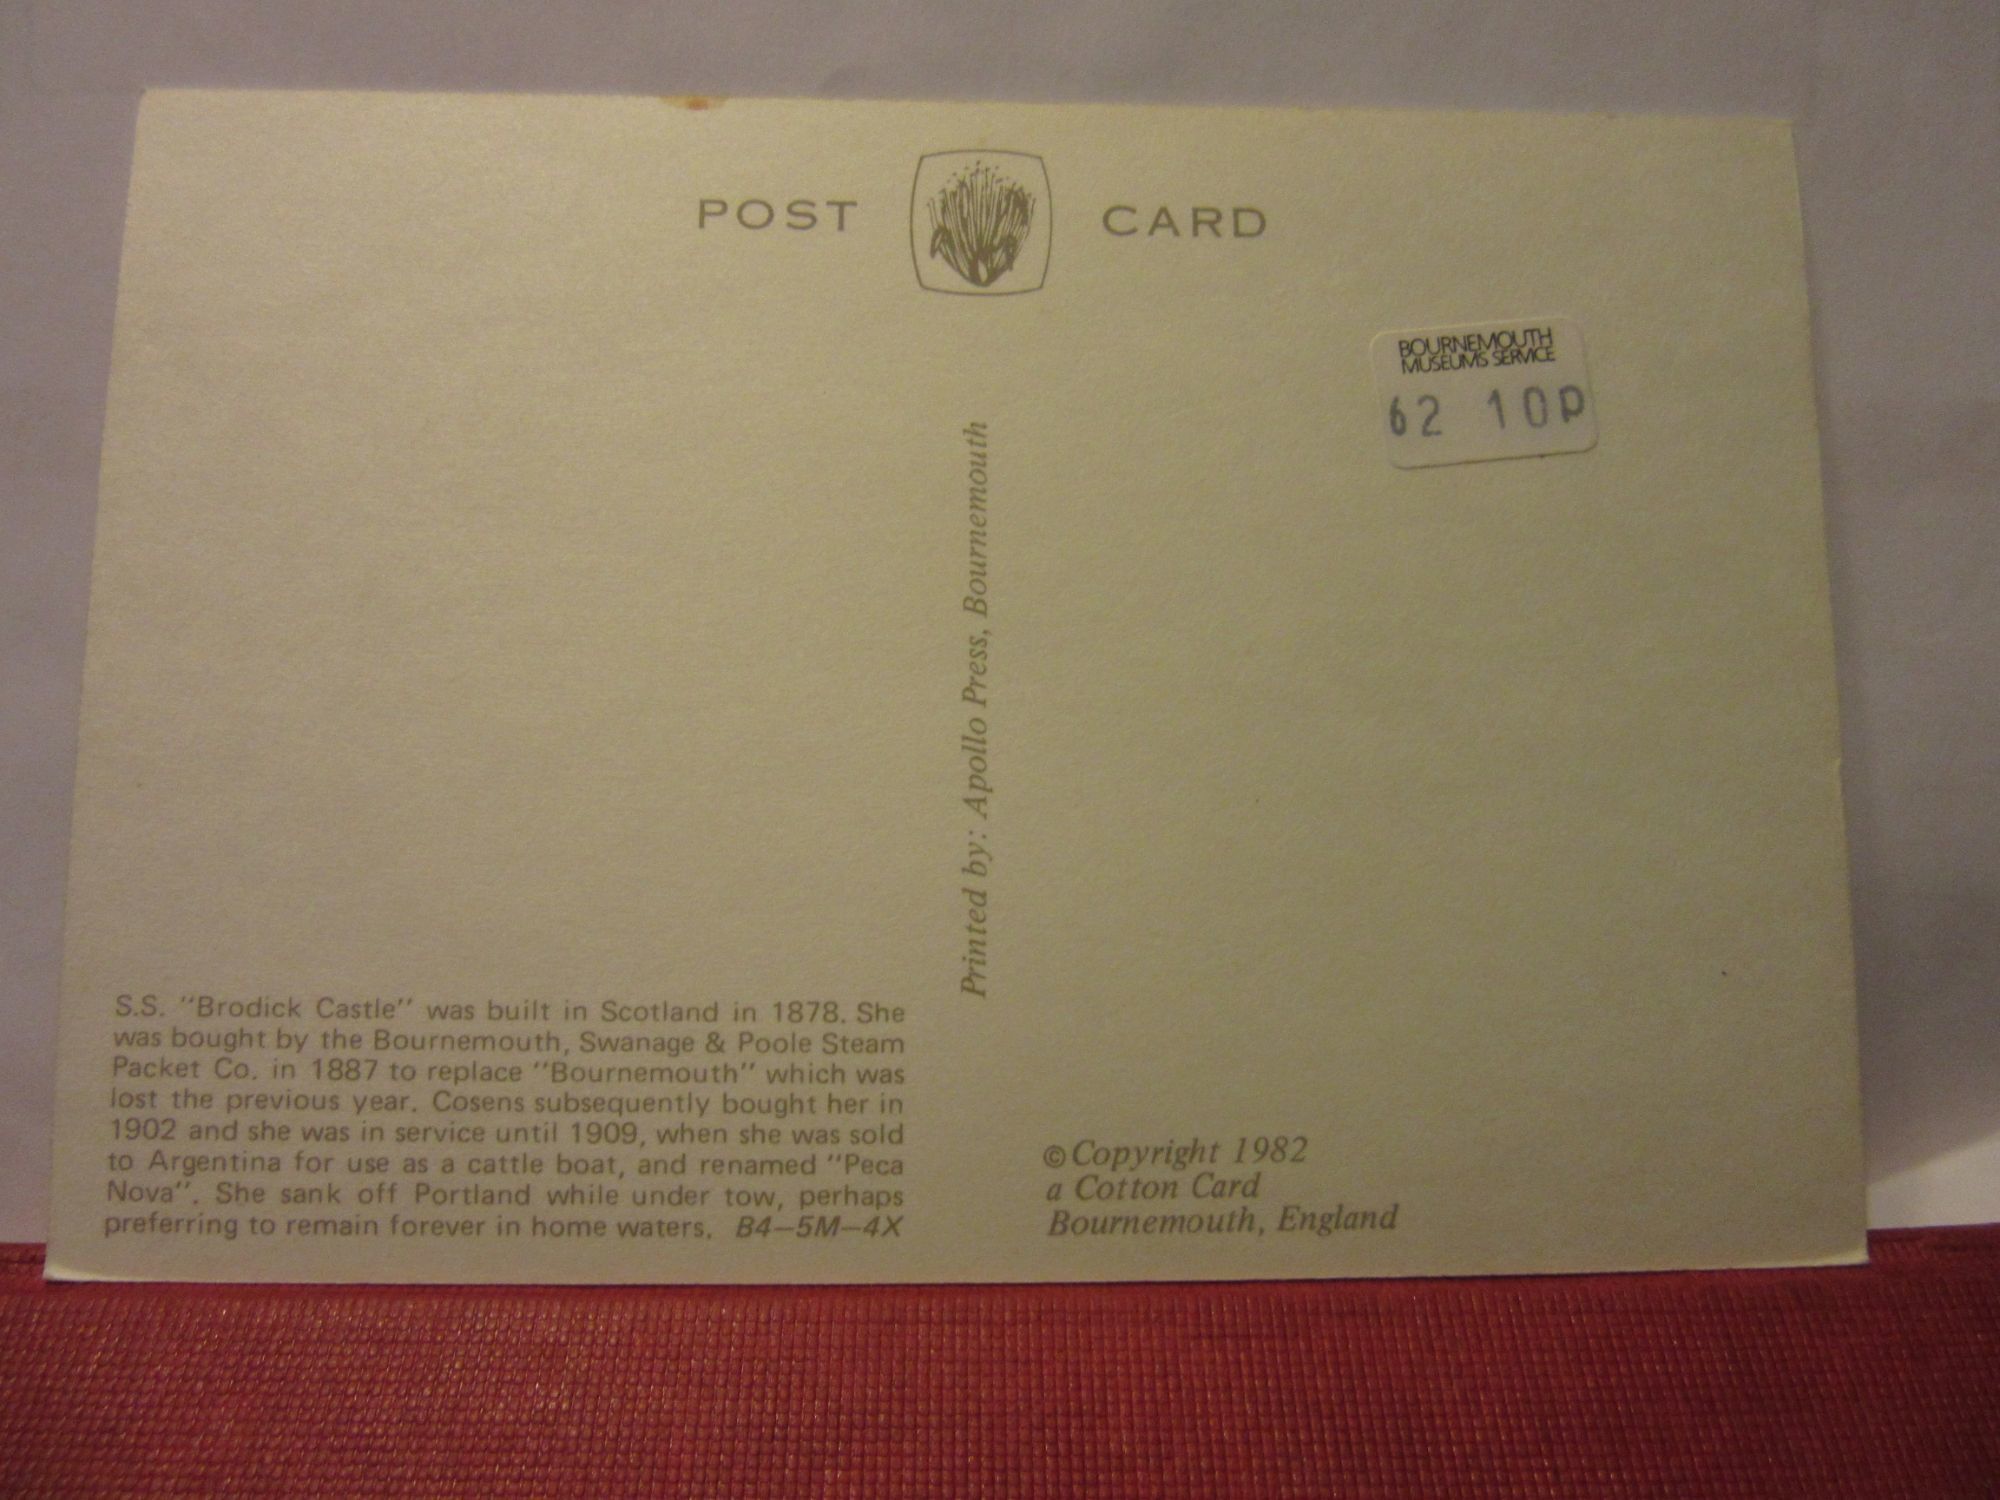 POST CARD
BOURNEMOUTH
MUSEUMS SERVICE
62 10P
Printed by: Apollo Press, Bournemouth
S.S. "Brodick Castle" was built in Scotland in 1878. She
was bought by the Bournemouth, Swanage & Poole Steam
Packet Co. in 1887 to replace "Bournemouth" which was
lost the previous year. Cosens subsequently bought her in
1902 and she was in service until 1909, when she was sold
to Argentina for use as a cattle boat, and renamed "Peca
Nova". She sank off Portland while under tow, perhaps
preferring to remain forever in home waters. B4—5M—4X
© Copyright 1982
a Cotton Card
Bournemouth, England